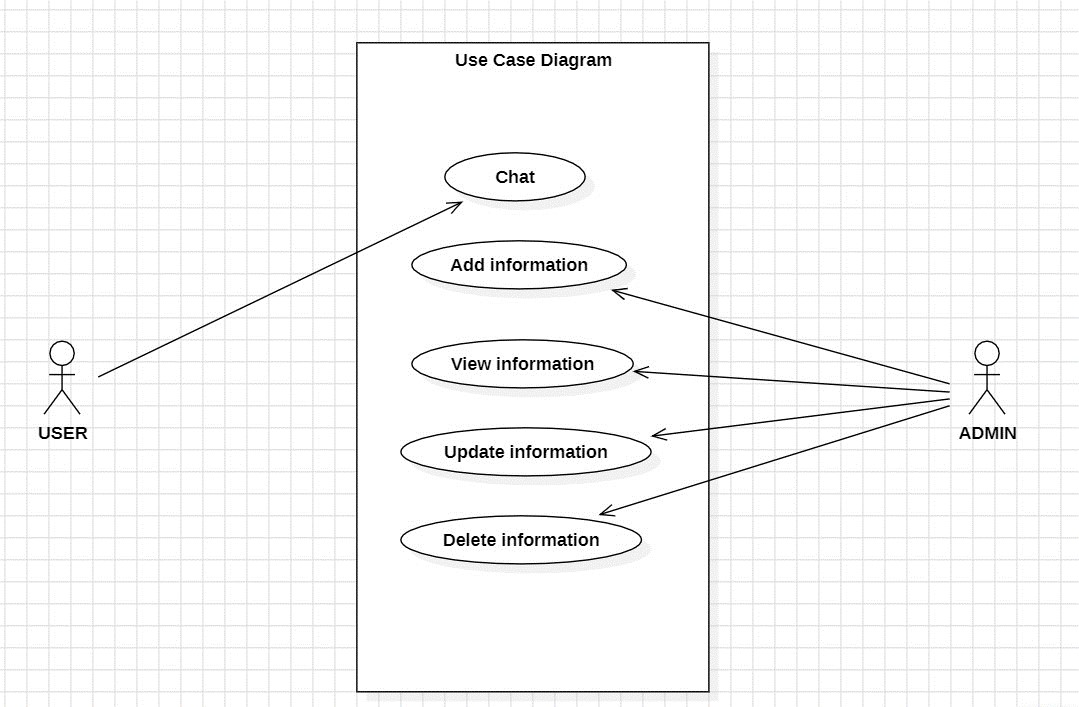 Use Case Diagram
Chat
Add information
View information
Update information
Delete information
USER
ADMIN